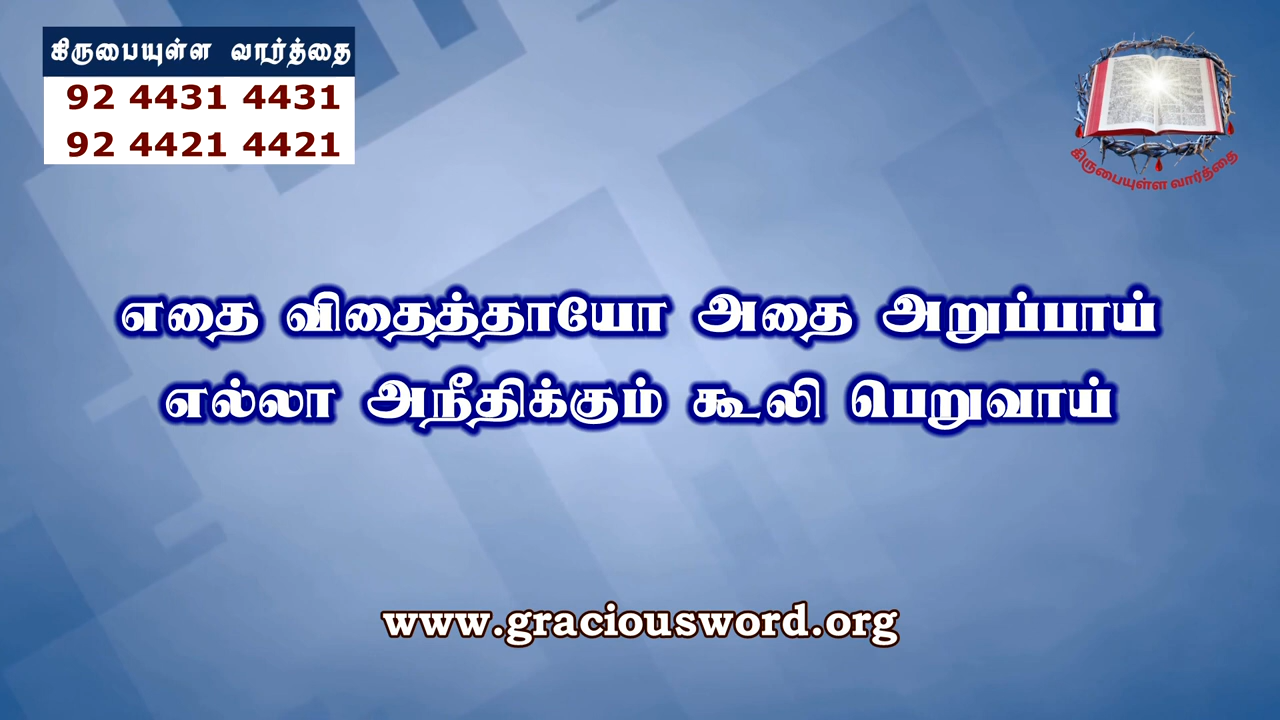 கிருபையுள்ள வார்த்தை
92 4431 4431
92 4421 4421
கிருபையுள்ள வார்த்தை
எதை விதைத்தாயோ அதை அறுப்பாய்
எல்லா அநீதிக்கும் கூலி பெறுவாய்
www.graciousword.org